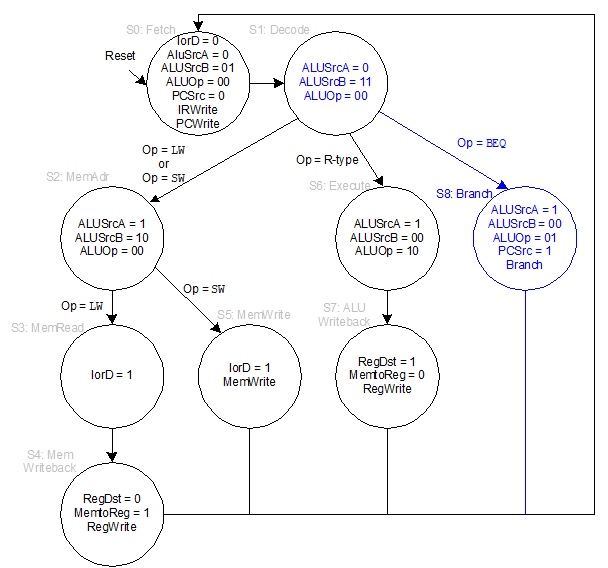 S0: Fetch
S1: Decode
Reset
IorD = 0
AluSrcA = 0
ALUSrcB = 01
ALUOp = 00
PCSrc = 0
IRWrite
PCWrite
ALUSrcA = 0
ALUSrcB = 11
ALUOp = 00
Op = LW
or
Op = SW
Op = R-type
Op = BEQ
S2: MemAdr
S6: Execute
S8: Branch
ALUSrcA = 1
ALUSrcB = 10
ALUOp = 00
ALUSrcA = 1
ALUSrcB = 00
ALUOp = 10
ALUSrcA = 1
ALUSrcB = 00
ALUOp = 01
PCSrc = 1
Branch
Op = LW
Op = SW
S3: MemRead
S5: MemWrite
S7: ALU
Writeback
IorD = 1
IorD = 1
MemWrite
RegDst = 1
MemtoReg = 0
RegWrite
S4: Mem
Writeback
RegDst = 0
MemtoReg = 1
RegWrite